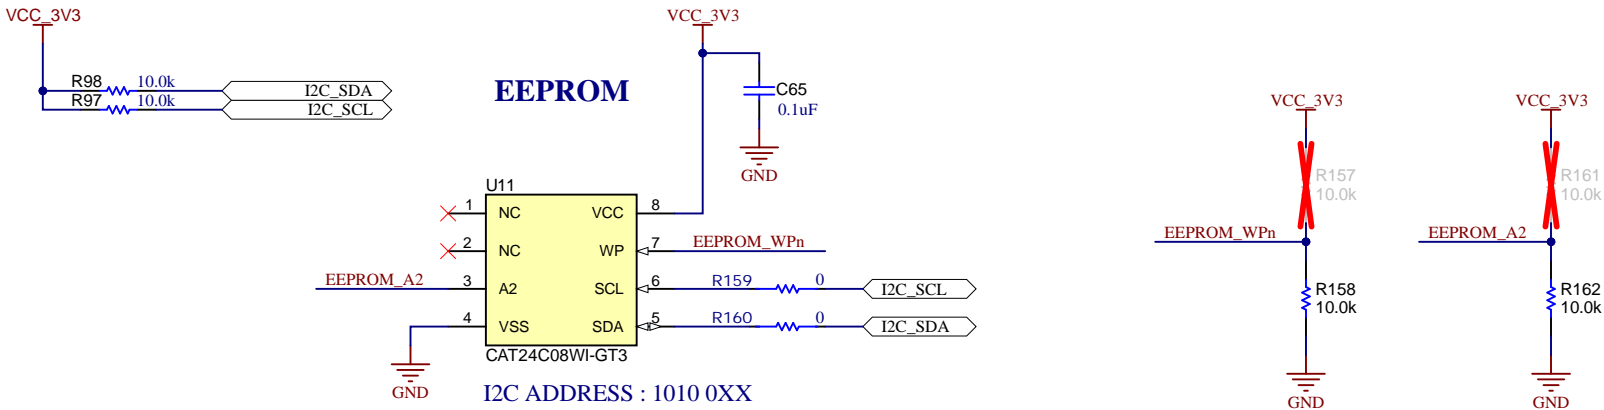 VCC_3V3
R98 10.0k I2C_SDA
R97 10.0k I2C_SCL
EEPROM
VCC_3V3
C65
0.1uF
GND
U11
1 NC VCC 8
2 NC WP 7 EEPROM_WPn
EEPROM_A2 3 A2 SCL 6 R159 0 I2C_SCL
4 VSS SDA 5 R160 0 I2C_SDA
CAT24C08WI-GT3
GND
I2C ADDRESS : 1010 0XX
VCC_3V3
R157
10.0k
EEPROM_WPn
R158
10.0k
GND
VCC_3V3
R161
10.0k
EEPROM_A2
R162
10.0k
GND